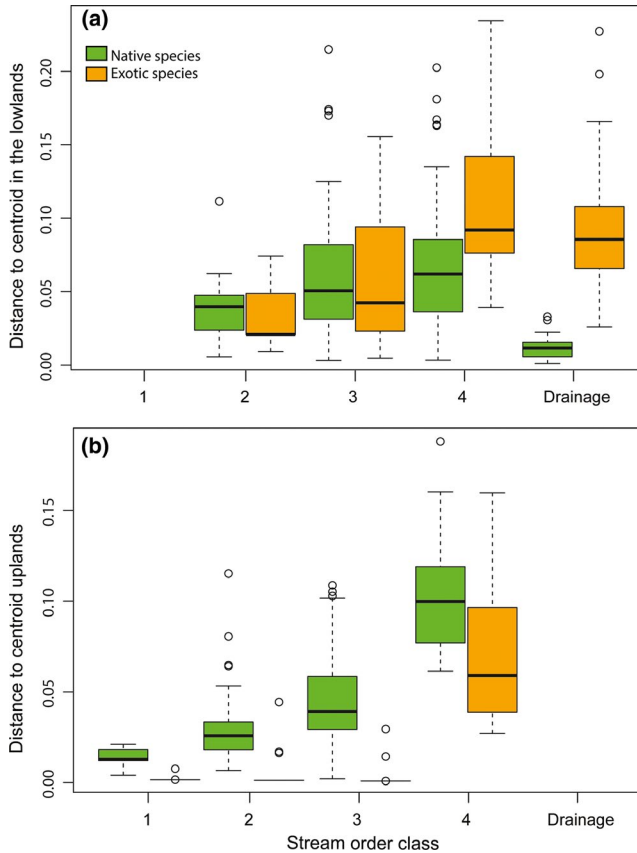 (a)
Native species
Exotic species
Distance to centroid in the lowlands
0.20
0.15
0.10
0.05
0.00
1 2 3 4 Drainage
(b)
Distance to centroid uplands
0.15
0.10
0.05
0.00
1 2 3 4 Drainage
Stream order class